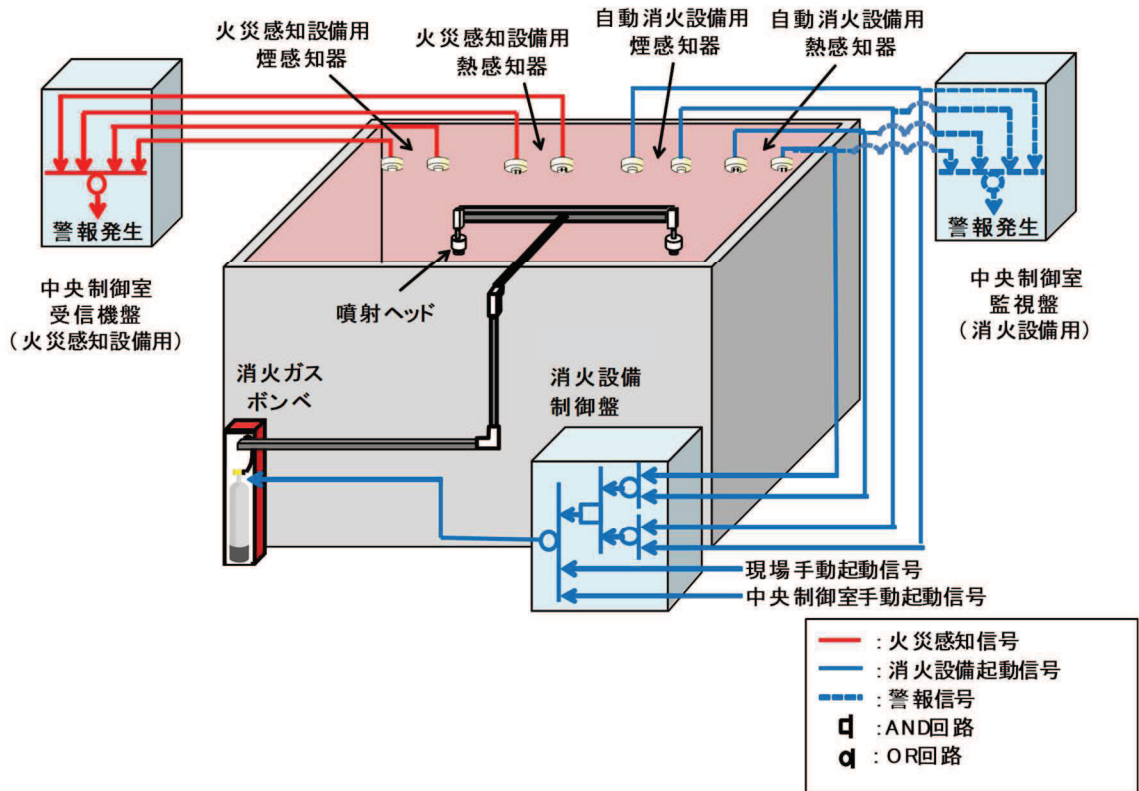 火災感知設備用
煙感知器
火災感知設備用
熱感知器
自動消火設備用
煙感知器
自動消火設備用
熱感知器
警報発生
中央制御室
受信機盤
(火災感知設備用)
警報発生
中央制御室
監視盤
(消火設備用)
噴射ヘッド
消火ガス
ボンベ
消火設備
制御盤
現場手動起動信号
中央制御室手動起動信号
:火災感知信号
:消火設備起動信号
:警報信号
:AND回路
:OR回路